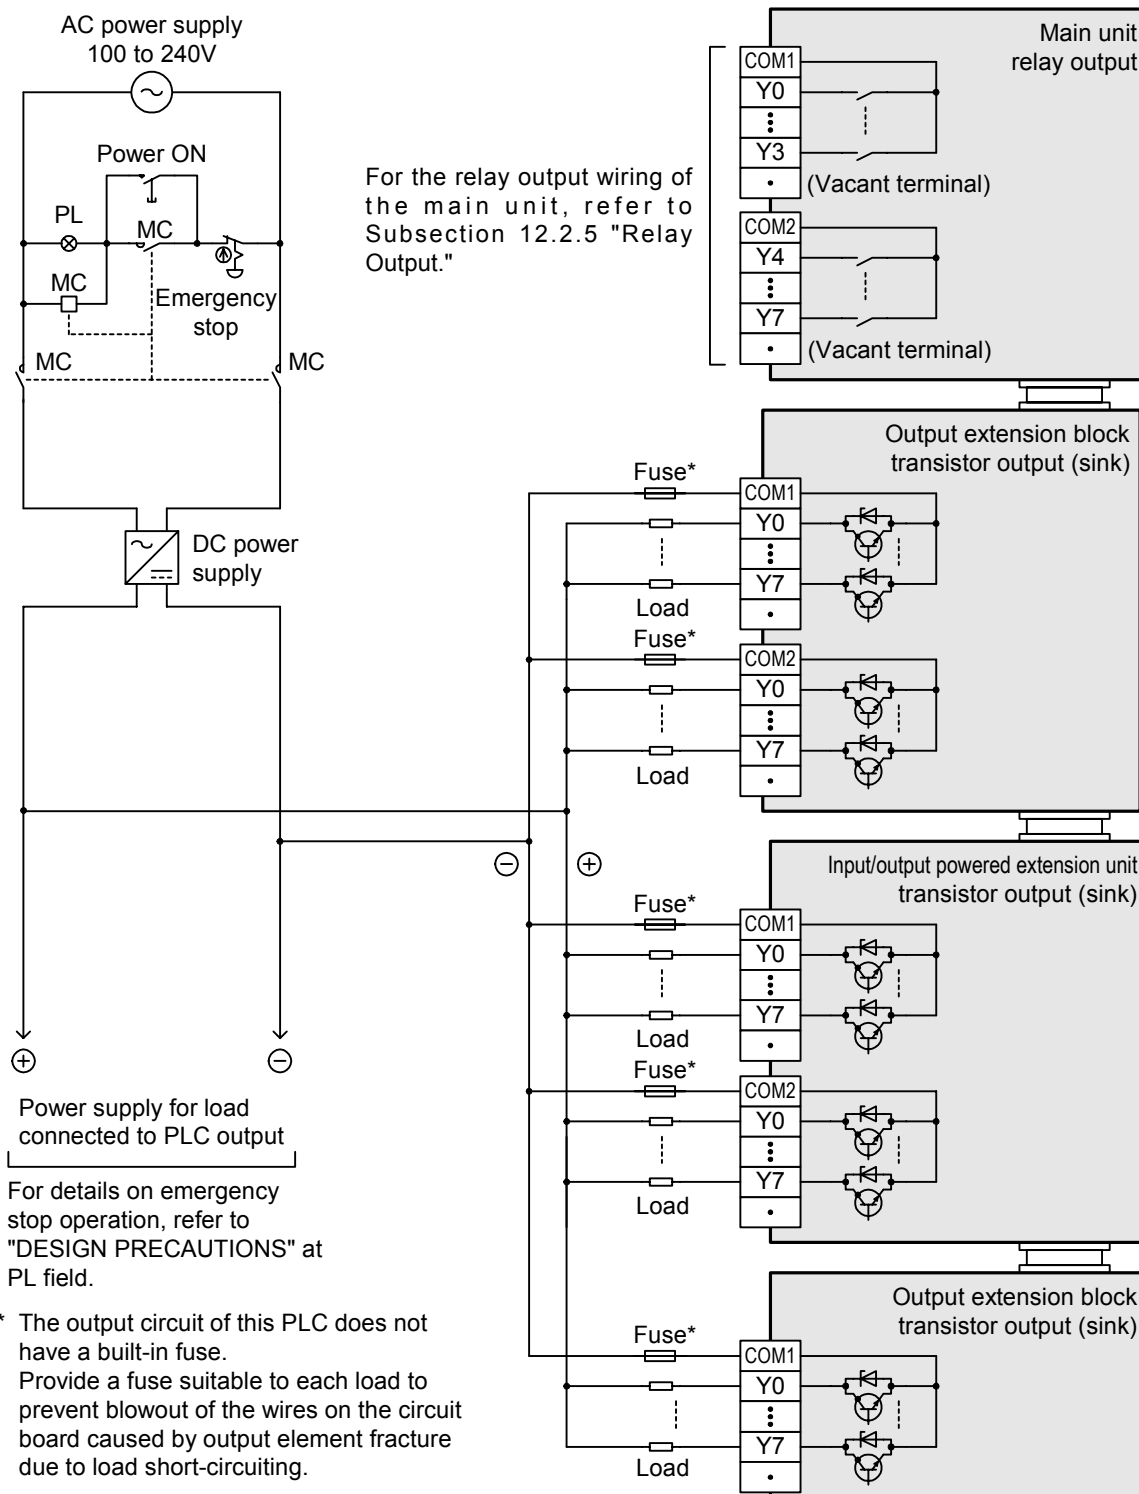 AC power supply
100 to 240V
Power ON
PL
MC
MC
Emergency
stop
MC
MC
DC power
supply
For the relay output wiring of
the main unit, refer to
Subsection 12.2.5 "Relay
Output."
Main unit
relay output
COM1
Y0
Y3
(Vacant terminal)
COM2
Y4
Y7
(Vacant terminal)
Output extension block
transistor output (sink)
Fuse*
COM1
Y0
Y7
Load
Fuse*
COM2
Y0
Y7
Load
⊖ ⊕
Input/output powered extension unit
transistor output (sink)
Fuse*
COM1
Y0
Y7
Load
Fuse*
COM2
Y0
Y7
Load
Output extension block
transistor output (sink)
Fuse*
COM1
Y0
Y7
Load
⊕ ⊖
Power supply for load
connected to PLC output
For details on emergency
stop operation, refer to
"DESIGN PRECAUTIONS" at
PL field.
* The output circuit of this PLC does not
have a built-in fuse.
Provide a fuse suitable to each load to
prevent blowout of the wires on the circuit
board caused by output element fracture
due to load short-circuiting.